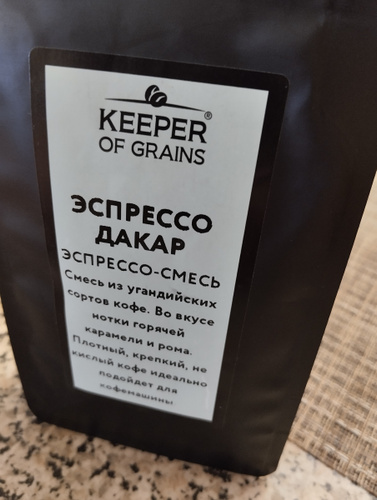 KEEPER®
OF GRAINS
ЭСПРЕССО
ДАКАР
ЭСПРЕССО-СМЕСЬ
Смесь из угандийских
сортов кофе. Во вкусе
нотки горячей
карамели и рома.
Плотный, крепкий, не
кислый кофе идеально
подойдет для
кофемашины